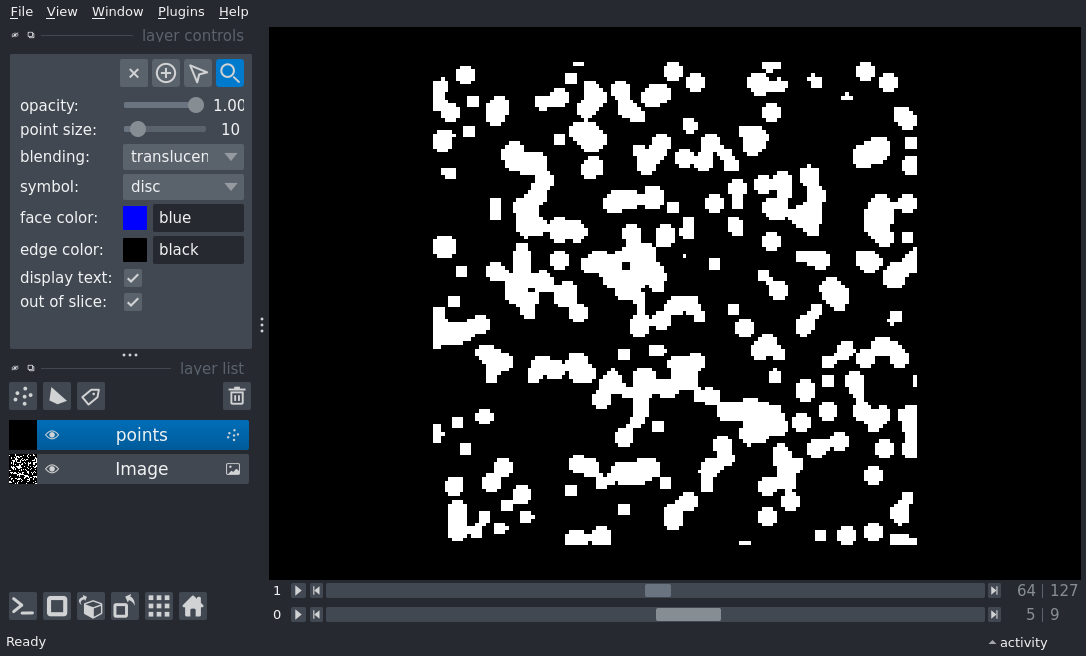 File View Window Plugins Help
layer controls
opacity: 1.00
point size: 10
blending: translucen
symbol: disc
face color: blue
edge color: black
display text:
out of slice:
layer list
points
Image
1 64 | 127
0 5 | 9
Ready activity